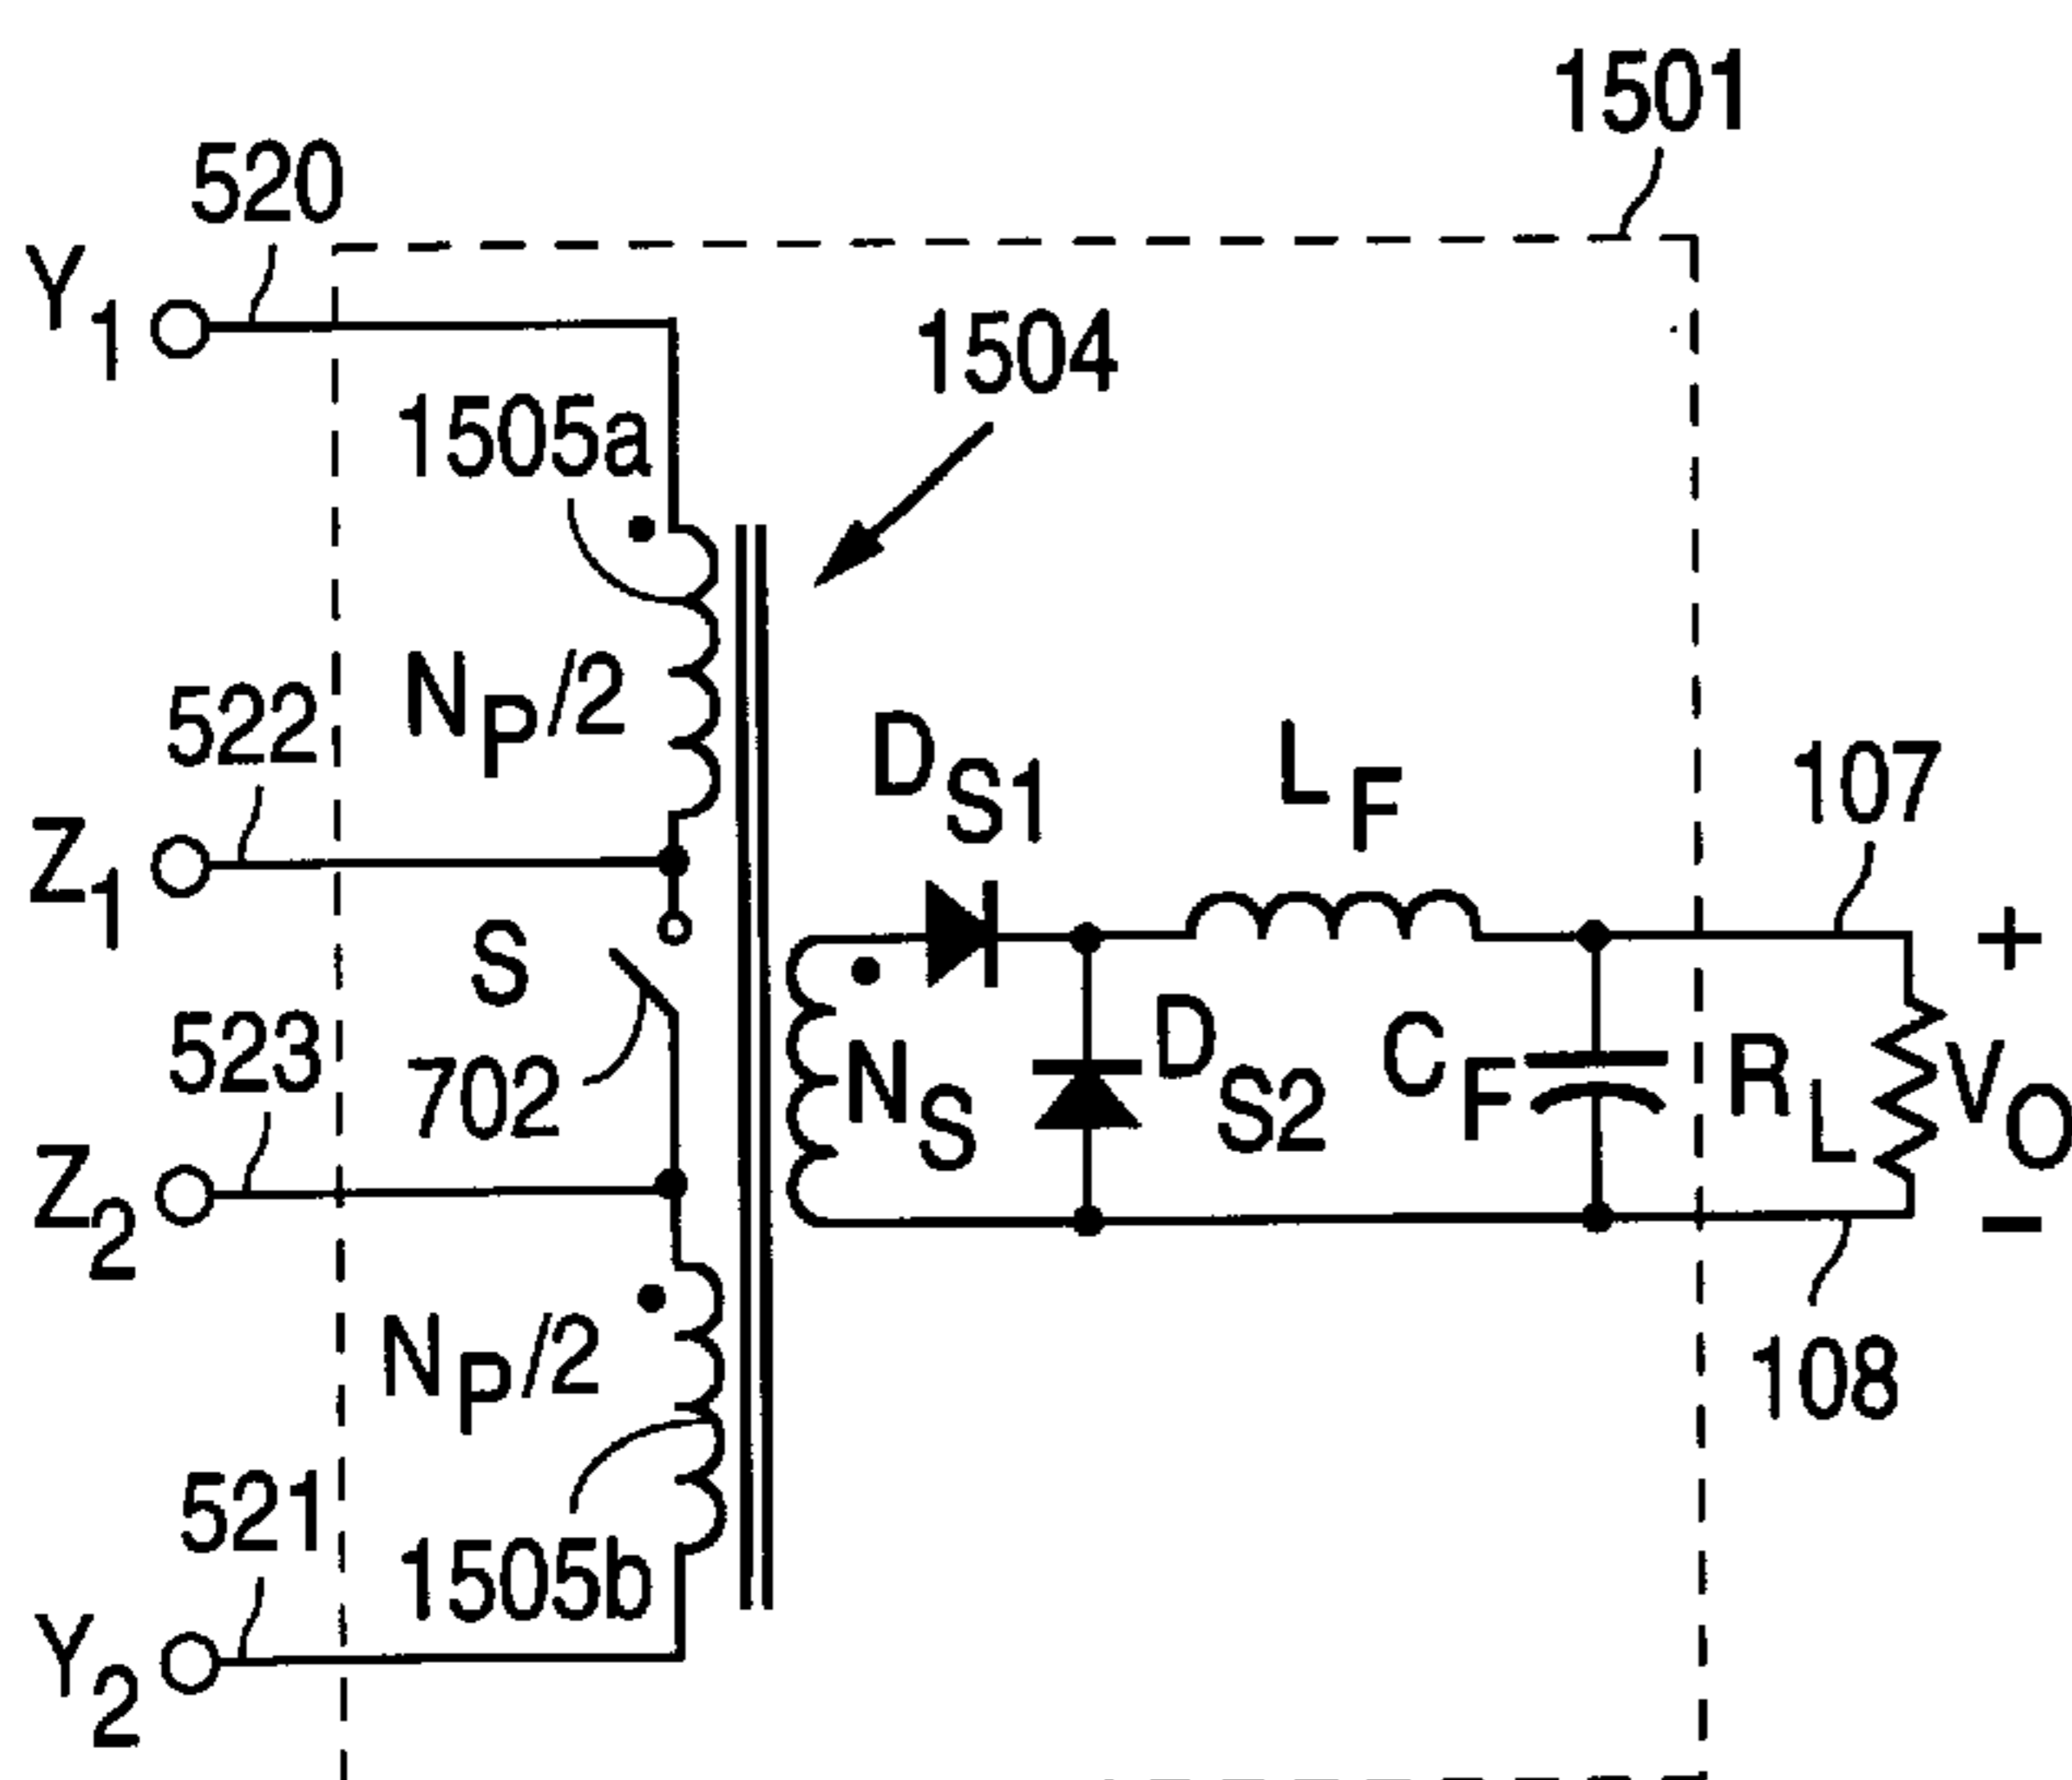 1501
520
Y1
1504
1505a
NP/2
522
DS1
LF
107
Z1
S
+
523
702
NS
DS2
CF
RL
VO
Z2
−
NP/2
108
521
1505b
Y2